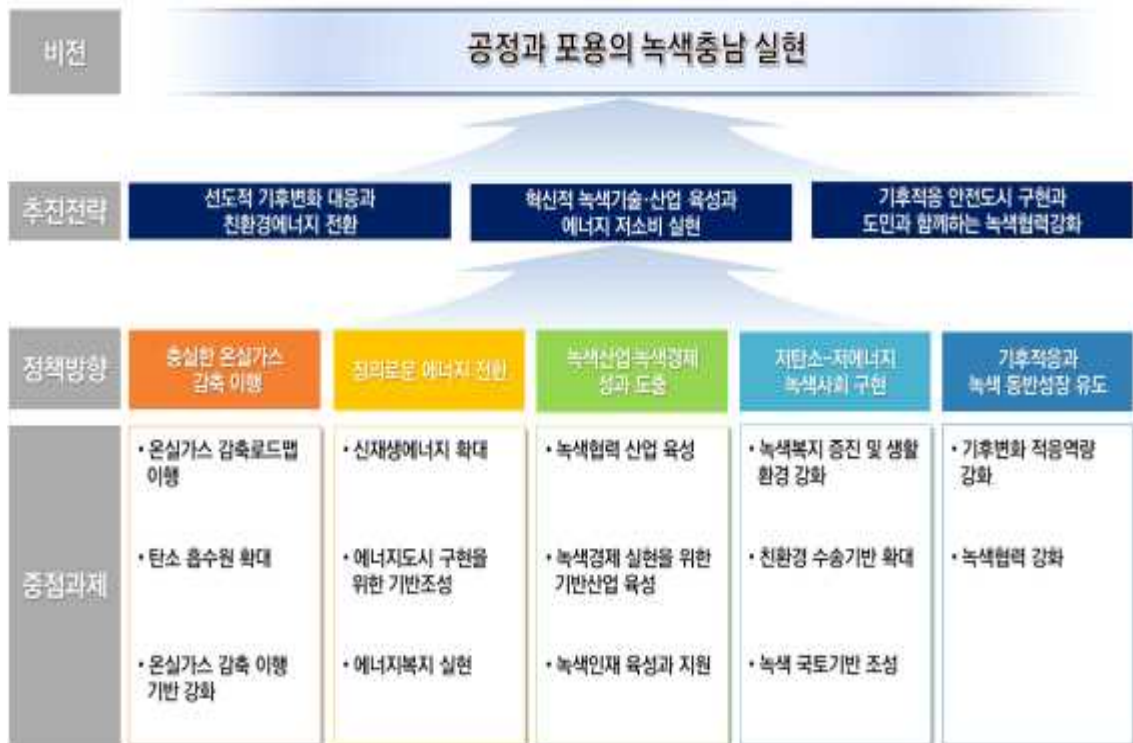 비전
공정과 포용의 녹색충남 실현
추진전략
선도적 기후변화 대응과
친환경에너지 전환
혁신적 녹색기술·산업 육성과
에너지 저소비 실현
기후적응 안전도시 구현과
도민과 함께하는 녹색협력강화
정책방향
충실한 온실가스
감축 이행
정의로운 에너지 전환
녹색산업·녹색경제
성과 도출
저탄소-저에너지
녹색사회 구현
기후적응과
녹색 동반성장 유도
중점과제
• 온실가스 감축로드맵
이행
• 탄소 흡수원 확대
• 온실가스 감축 이행
기반 강화
• 신재생에너지 확대
• 에너지도시 구현을
위한 기반조성
• 에너지복지 실현
• 녹색협력 산업 육성
• 녹색경제 실현을 위한
기반산업 육성
• 녹색인재 육성과 지원
• 녹색복지 증진 및 생활
환경 강화
• 친환경 수송기반 확대
• 녹색 국토기반 조성
• 기후변화 적응역량
강화
• 녹색협력 강화